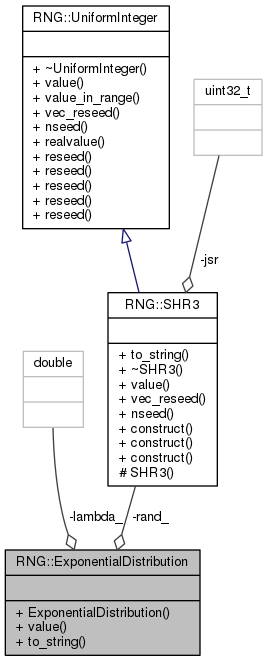 RNG::UniformInteger
+ ~UniformInteger()
+ value()
+ value_in_range()
+ vec_reseed()
+ nseed()
+ realvalue()
+ reseed()
+ reseed()
+ reseed()
+ reseed()
+ reseed()
uint32_t
-jsr
RNG::SHR3
+ to_string()
+ ~SHR3()
+ value()
+ vec_reseed()
+ nseed()
+ construct()
+ construct()
+ construct()
# SHR3()
double
-lambda_
-rand_
RNG::ExponentialDistribution
+ ExponentialDistribution()
+ value()
+ to_string()